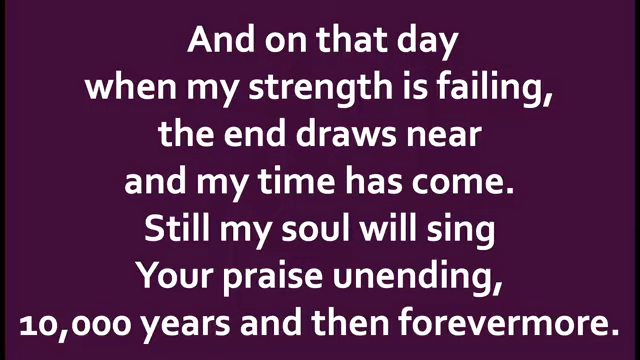 And on that day
when my strength is failing,
the end draws near
and my time has come.
Still my soul will sing
Your praise unending,
10,000 years and then forevermore.